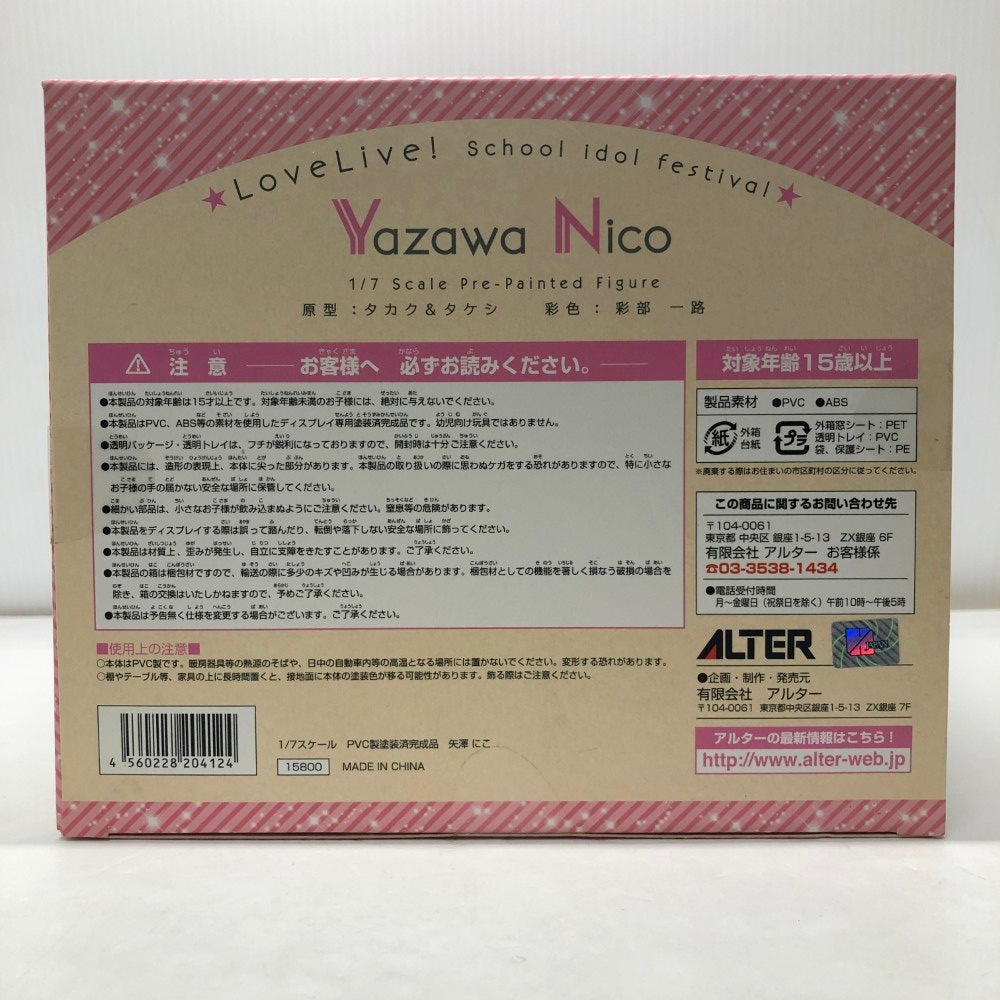 ★LoveLive! School idol festival★
Yazawa Nico
1/7 Scale Pre-Painted Figure
原型：タカク＆タケシ 彩色：彩部 一路
注意 お客様へ 必ずお読みください。
●本製品の対象年齢は15才以上です。対象年齢未満のお子様には、絶対に与えないでください。
●本製品はPVC、ABS等の素材を使用したディスプレイ専用塗装済完成品です。幼児向け玩具ではありません。
●透明パッケージ・透明トレイは、フチが鋭利になっておりますので、開封時は十分ご注意ください。
●本製品には、造形の表現上、本体に尖った部分があります。本製品の取り扱いの際に思わぬケガをする恐れがありますので、特に小さな
お子様の手の届かない安全な場所に保管してください。
●細かい部品は、小さなお子様が飲み込まぬようにご注意ください。窒息等の危険があります。
●本製品をディスプレイする際は誤って踏んだり、転倒や落下しない安全な場所に飾ってください。
●本製品は材質上、歪みが発生し、自立に支障をきたすことがあります。ご了承ください。
●本製品の箱は梱包材ですので、輸送の際に多少のキズや凹みが生じる場合があります。梱包材としての機能を著しく損なう破損の場合を
除き、箱の交換はいたしかねますので、予めご了承ください。
●本製品は予告無く仕様を変更する場合がございます。ご了承ください。
■使用上の注意■
○本体はPVC製です。暖房器具等の熱源のそばや、日中の自動車内等の高温となる場所には置かないでください。変形する恐れがあります。
○棚やテーブル等、家具の上に長時間置くと、接地面に本体の塗装色が移る可能性があります。飾る際はご注意ください。
4 560228 204124
1/7スケール PVC製塗装済完成品 矢澤 にこ
15800 MADE IN CHINA
対象年齢15歳以上
製品素材 ●PVC ●ABS
紙 外箱 台紙
プラ 外箱窓シート：PET
透明トレイ：PVC
袋、保護シート：PE
※廃棄する際はお住まいの市区町村の区分に従ってください。
この商品に関するお問い合わせ先
〒104-0061
東京都 中央区 銀座1-5-13 ZX銀座 6F
有限会社 アルター お客様係
☎03-3538-1434
●電話受付時間
月～金曜日（祝祭日を除く）午前10時～午後5時
ALTER
●企画・制作・発売元
有限会社 アルター
〒104-0061 東京都中央区銀座1-5-13 ZX銀座 7F
アルターの最新情報はこちら！
http://www.alter-web.jp